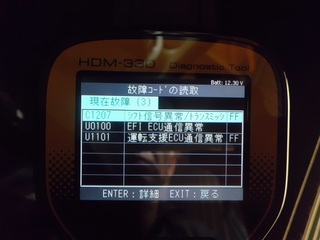 HDM-330 Diagnostic Tool
Batt: 12.30 V
故障コードの読取
現在故障 (3)
C1207 シフト信号異常/トランスミッシ FF
U0100 EFI ECU通信異常
U1101 運転支援ECU通信異常 FF
ENTER：詳細 EXIT：戻る